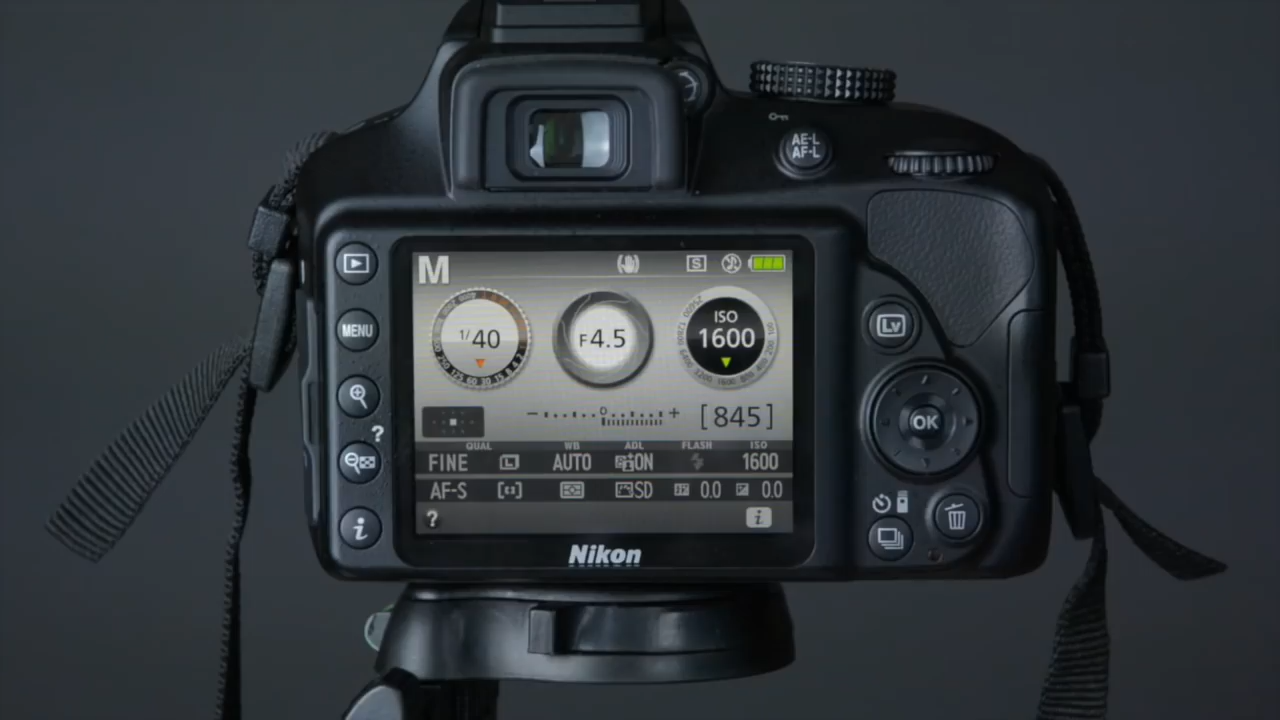 AE-L
AF-L
M
S
1/40
F4.5
ISO
1600
MENU
Lv
- 0 +
[845]
OK
?
QUAL WB ADL FLASH ISO
FINE L AUTO ON 1600
AF-S SD 0.0 0.0
? i
i
Nikon